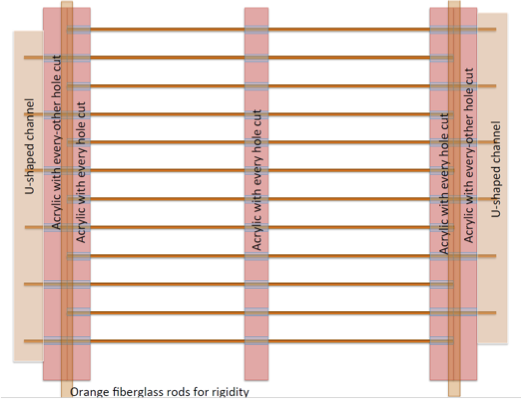 U-shaped channel
Acrylic with every-other hole cut
Acrylic with every hole cut
Acrylic with every hole cut
Acrylic with every hole cut
Acrylic with every-other hole cut
U-shaped channel
Orange fiberglass rods for rigidity